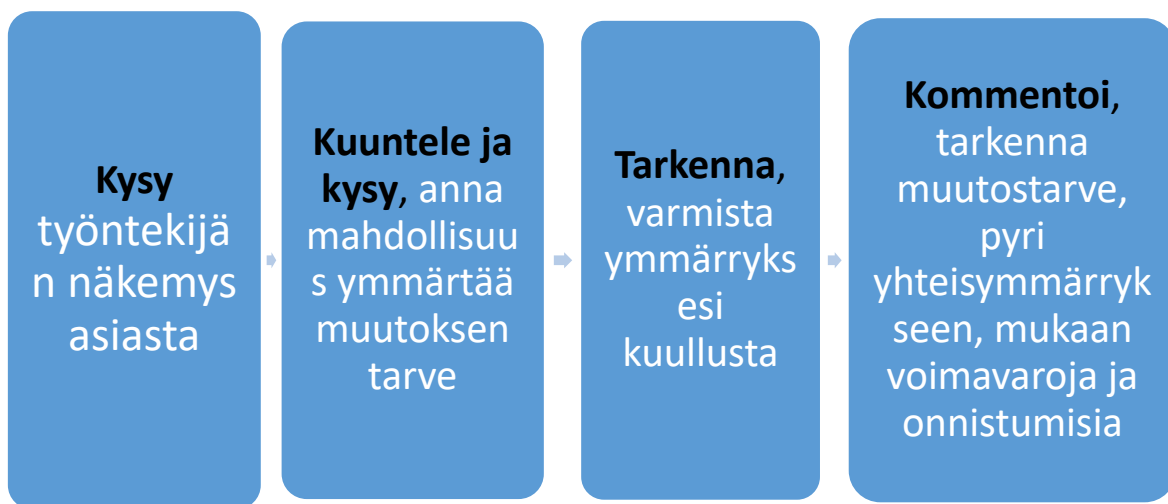 Kysy
työntekijä
n näkemys
asiasta
Kuuntele ja
kysy, anna
mahdollisuu
s ymmärtää
muutoksen
tarve
Tarkenna,
varmista
ymmärryks
esi
kuullusta
Kommentoi,
tarkenna
muutostarve,
pyri
yhteisymmärryk
seen, mukaan
voimavaroja ja
onnistumisia